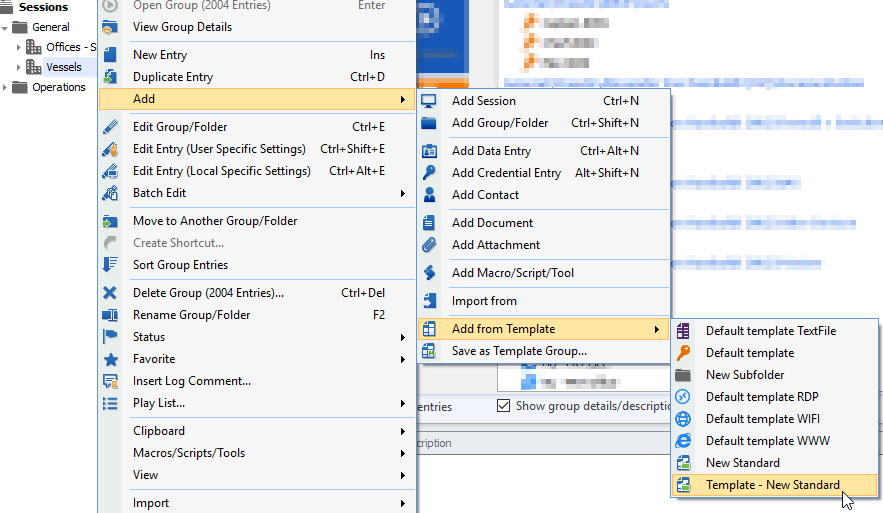 Sessions
General
Offices - S
Vessels
Operations
Open Group (2004 Entries) Enter
View Group Details
New Entry Ins
Duplicate Entry Ctrl+D
Add
Edit Group/Folder Ctrl+E
Edit Entry (User Specific Settings) Ctrl+Shift+E
Edit Entry (Local Specific Settings) Ctrl+Alt+E
Batch Edit
Move to Another Group/Folder
Create Shortcut...
Sort Group Entries
Delete Group (2004 Entries)... Ctrl+Del
Rename Group/Folder F2
Status
Favorite
Insert Log Comment...
Play List...
Clipboard
Macros/Scripts/Tools
View
Import
Add Session Ctrl+N
Add Group/Folder Ctrl+Shift+N
Add Data Entry Ctrl+Alt+N
Add Credential Entry Alt+Shift+N
Add Contact
Add Document
Add Attachment
Add Macro/Script/Tool
Import from
Add from Template
Save as Template Group...
Default template TextFile
Default template
New Subfolder
Default template RDP
Default template WIFI
Default template WWW
New Standard
Template - New Standard
entries
Show group details/descriptio
cription